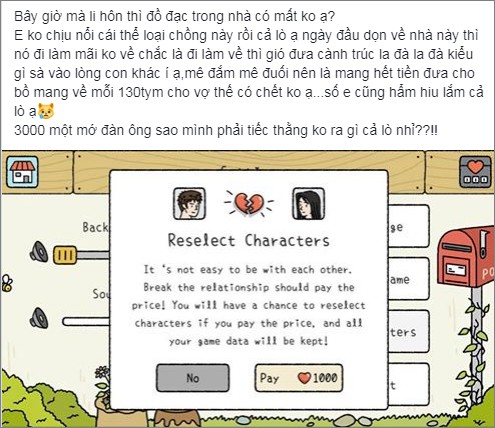 Bây giờ mà li hôn thì đồ đạc trong nhà có mất ko ạ?
E ko chịu nổi cái thể loại chồng này rồi cả lò ạ ngày đầu dọn về nhà này thì
nó đi làm mãi ko về chắc là đi làm về thì gió đưa cành trúc la đà la đà kiểu
gì sà vào lòng con khác í ạ,mê đắm mê đuối nên là mang hết tiền đưa cho
bồ mang về mỗi 130tym cho vợ thế có chết ko ạ...số e cũng hẩm hiu lắm cả
lò ạ😿
3000 một mớ đàn ông sao mình phải tiếc thằng ko ra gì cả lò nhỉ??!!
Reselect Characters
It 's not easy to be with each other.
Break the relationship should pay the
price! You will have a chance to reselect
characters if you pay the price, and all
your game data will be kept!
No
Pay ❤1000
Back
Sou
ge
ame
ters
t
PO